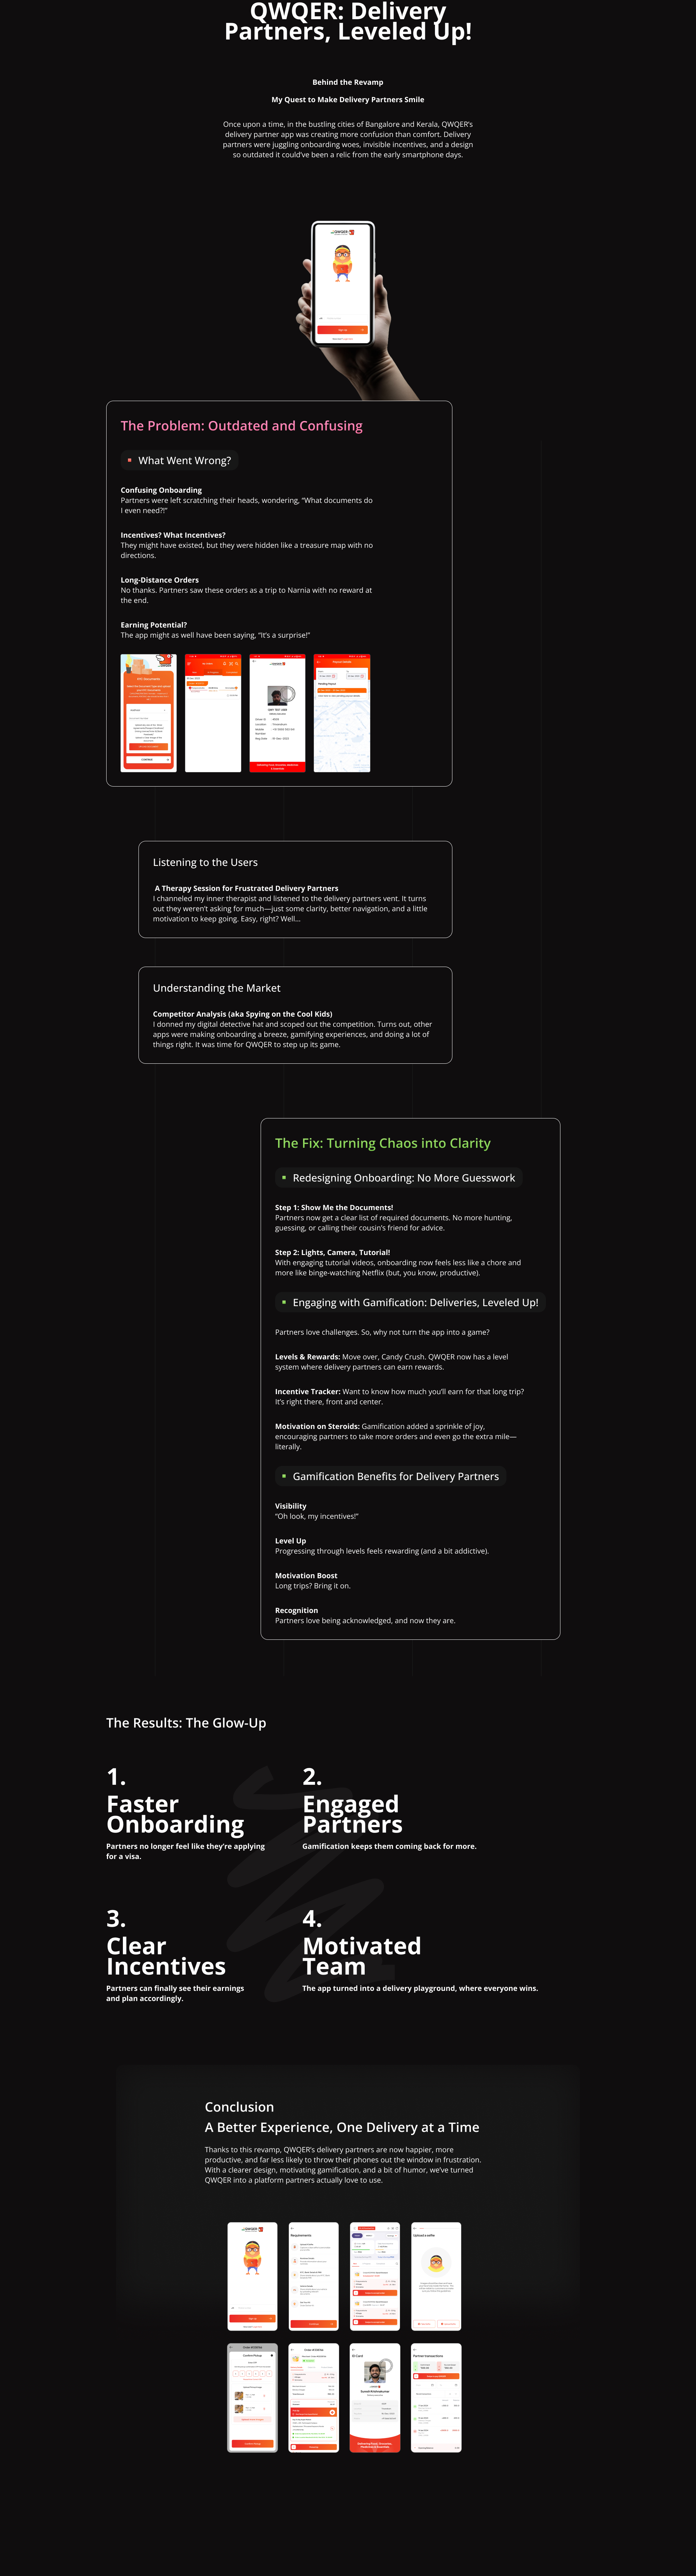 QWQER: Delivery
Partners, Leveled Up!
Behind the Revamp
My Quest to Make Delivery Partners Smile
Once upon a time, in the bustling cities of Bangalore and Kerala, QWQER's
delivery partner app was creating more confusion than comfort. Delivery
partners were juggling onboarding woes, invisible incentives, and a design
so outdated it could've been a relic from the early smartphone days.
QWQER
The Problem: Outdated and Confusing
What Went Wrong?
Confusing Onboarding
Partners were left scratching their heads, wondering, “What documents do
I even need?!”
Incentives? What Incentives?
They might have existed, but they were hidden like a treasure map with no
directions.
Long-Distance Orders
No thanks. Partners saw these orders as a trip to Narnia with no reward at
the end.
Earning Potential?
The app might as well have been saying, “It's a surprise!”
Listening to the Users
A Therapy Session for Frustrated Delivery Partners
I channeled my inner therapist and listened to the delivery partners vent. It turns
out they weren't asking for much—just some clarity, better navigation, and a little
motivation to keep going. Easy, right? Well...
Understanding the Market
Competitor Analysis (aka Spying on the Cool Kids)
I donned my digital detective hat and scoped out the competition. Turns out, other
apps were making onboarding a breeze, gamifying experiences, and doing a lot of
things right. It was time for QWQER to step up its game.
The Fix: Turning Chaos into Clarity
Redesigning Onboarding: No More Guesswork
Step 1: Show Me the Documents!
Partners now get a clear list of required documents. No more hunting,
guessing, or calling their cousin's friend for advice.
Step 2: Lights, Camera, Tutorial!
With engaging tutorial videos, onboarding now feels less like a chore and
more like binge-watching Netflix (but, you know, productive).
Engaging with Gamification: Deliveries, Leveled Up!
Partners love challenges. So, why not turn the app into a game?
Levels & Rewards: Move over, Candy Crush. QWQER now has a level
system where delivery partners can earn rewards.
Incentive Tracker: Want to know how much you'll earn for that long trip?
It's right there, front and center.
Motivation on Steroids: Gamification added a sprinkle of joy,
encouraging partners to take more orders and even go the extra mile—
literally.
Gamification Benefits for Delivery Partners
Visibility
“Oh look, my incentives!”
Level Up
Progressing through levels feels rewarding (and a bit addictive).
Motivation Boost
Long trips? Bring it on.
Recognition
Partners love being acknowledged, and now they are.
The Results: The Glow-Up
1.
Faster
Onboarding
Partners no longer feel like they're applying
for a visa.
2.
Engaged
Partners
Gamification keeps them coming back for more.
3.
Clear
Incentives
Partners can finally see their earnings
and plan accordingly.
4.
Motivated
Team
The app turned into a delivery playground, where everyone wins.
Conclusion
A Better Experience, One Delivery at a Time
Thanks to this revamp, QWQER's delivery partners are now happier, more
productive, and far less likely to throw their phones out the window in frustration.
With a clearer design, motivating gamification, and a bit of humor, we've turned
QWQER into a platform partners actually love to use.
QWQER
Requirements
Upload a selfie
ID Card
Partner transactions